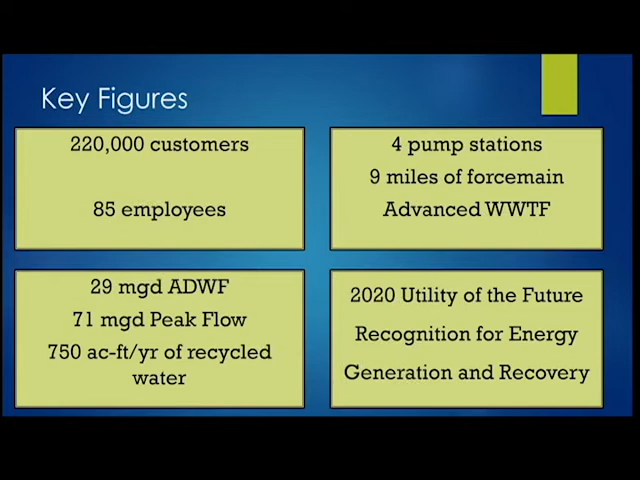 Key Figures
220,000 customers
85 employees
4 pump stations
9 miles of forcemain
Advanced WWTF
29 mgd ADWF
71 mgd Peak Flow
750 ac-ft/yr of recycled
water
2020 Utility of the Future
Recognition for Energy
Generation and Recovery